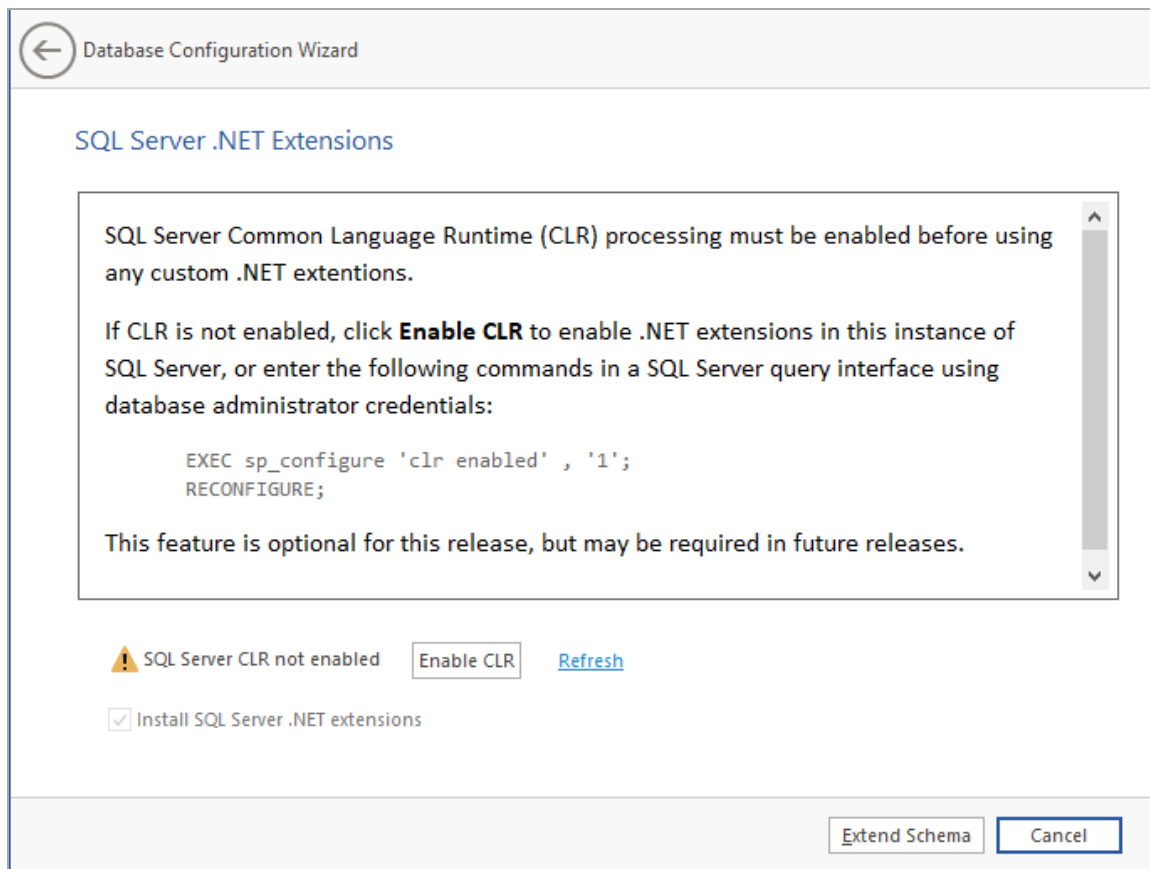 Database Configuration Wizard
SQL Server .NET Extensions
SQL Server Common Language Runtime (CLR) processing must be enabled before using
any custom .NET extentions.
If CLR is not enabled, click Enable CLR to enable .NET extensions in this instance of
SQL Server, or enter the following commands in a SQL Server query interface using
database administrator credentials:
EXEC sp_configure 'clr enabled' , '1';
RECONFIGURE;
This feature is optional for this release, but may be required in future releases.
SQL Server CLR not enabled Enable CLR Refresh
Install SQL Server .NET extensions
Extend Schema Cancel